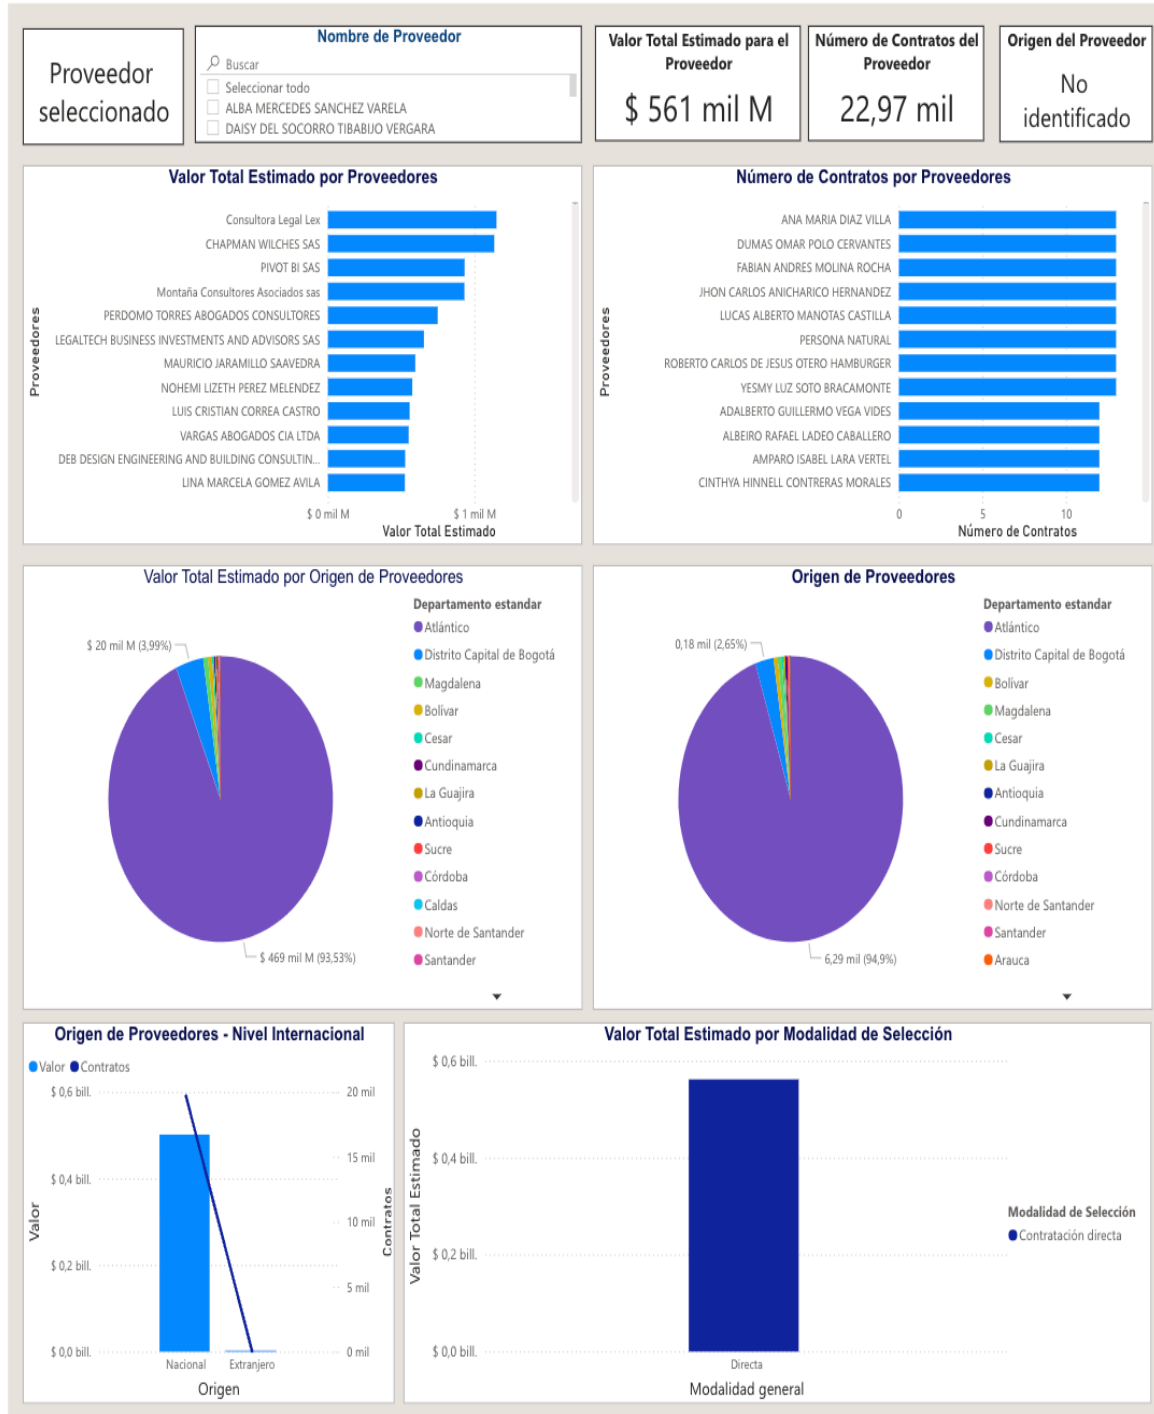 Proveedor
seleccionado
Nombre de Proveedor
Buscar
Seleccionar todo
ALBA MERCEDES SANCHEZ VARELA
DAISY DEL SOCORRO TIBABIJO VERGARA
Valor Total Estimado para el
Proveedor
$ 561 mil M
Número de Contratos del
Proveedor
22,97 mil
Origen del Proveedor
No
identificado
Valor Total Estimado por Proveedores
Proveedores
Consultora Legal Lex
CHAPMAN WILCHES SAS
PIVOT BI SAS
Montaña Consultores Asociados sas
PERDOMO TORRES ABOGADOS CONSULTORES
LEGALTECH BUSINESS INVESTMENTS AND ADVISORS SAS
MAURICIO JARAMILLO SAAVEDRA
NOHEMI LIZETH PEREZ MELENDEZ
LUIS CRISTIAN CORREA CASTRO
VARGAS ABOGADOS CIA LTDA
DEB DESIGN ENGINEERING AND BUILDING CONSULTIN...
LINA MARCELA GOMEZ AVILA
$ 0 mil M
$ 1 mil M
Valor Total Estimado
Número de Contratos por Proveedores
Proveedores
ANA MARIA DIAZ VILLA
DUMAS OMAR POLO CERVANTES
FABIAN ANDRES MOLINA ROCHA
JHON CARLOS ANICHARICO HERNANDEZ
LUCAS ALBERTO MANOTAS CASTILLA
PERSONA NATURAL
ROBERTO CARLOS DE JESUS OTERO HAMBURGER
YESMY LUZ SOTO BRACAMONTE
ADALBERTO GUILLERMO VEGA VIDES
ALBEIRO RAFAEL LADEO CABALLERO
AMPARO ISABEL LARA VERTEL
CINTHYA HINNELL CONTRERAS MORALES
0
5
10
Número de Contratos
Valor Total Estimado por Origen de Proveedores
$ 20 mil M (3,99%)
$ 469 mil M (93,53%)
Departamento estandar
Atlántico
Distrito Capital de Bogotá
Magdalena
Bolívar
Cesar
Cundinamarca
La Guajira
Antioquia
Sucre
Córdoba
Caldas
Norte de Santander
Santander
Origen de Proveedores
0,18 mil (2,65%)
6,29 mil (94,9%)
Departamento estandar
Atlántico
Distrito Capital de Bogotá
Bolívar
Magdalena
Cesar
La Guajira
Antioquia
Cundinamarca
Sucre
Córdoba
Norte de Santander
Santander
Arauca
Origen de Proveedores - Nivel Internacional
Valor
Contratos
$ 0,6 bill.
$ 0,4 bill.
$ 0,2 bill.
$ 0,0 bill.
Valor
20 mil
15 mil
10 mil
5 mil
0 mil
Contratos
Nacional
Extranjero
Origen
Valor Total Estimado por Modalidad de Selección
Valor Total Estimado
$ 0,6 bill.
$ 0,4 bill.
$ 0,2 bill.
$ 0,0 bill.
Directa
Modalidad general
Modalidad de Selección
Contratación directa